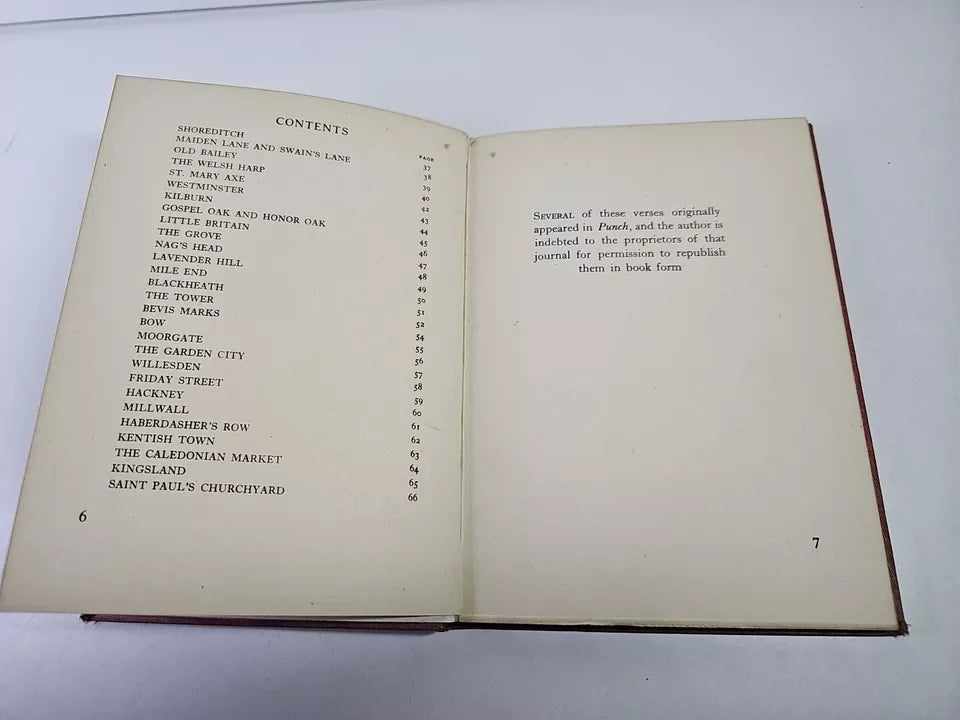 CONTENTS
PAGE
SHOREDITCH 37
MAIDEN LANE AND SWAIN'S LANE 38
OLD BAILEY 39
THE WELSH HARP 40
ST. MARY AXE 42
WESTMINSTER 43
KILBURN 44
GOSPEL OAK AND HONOR OAK 45
LITTLE BRITAIN 46
THE GROVE 47
NAG'S HEAD 48
LAVENDER HILL 49
MILE END 50
BLACKHEATH 51
THE TOWER 52
BEVIS MARKS 54
BOW 55
MOORGATE 56
THE GARDEN CITY 57
WILLESDEN 58
FRIDAY STREET 59
HACKNEY 60
MILLWALL 61
HABERDASHER'S ROW 62
KENTISH TOWN 63
THE CALEDONIAN MARKET 64
KINGSLAND 65
SAINT PAUL'S CHURCHYARD 66
6
SEVERAL of these verses originally
appeared in Punch, and the author is
indebted to the proprietors of that
journal for permission to republish
them in book form
7